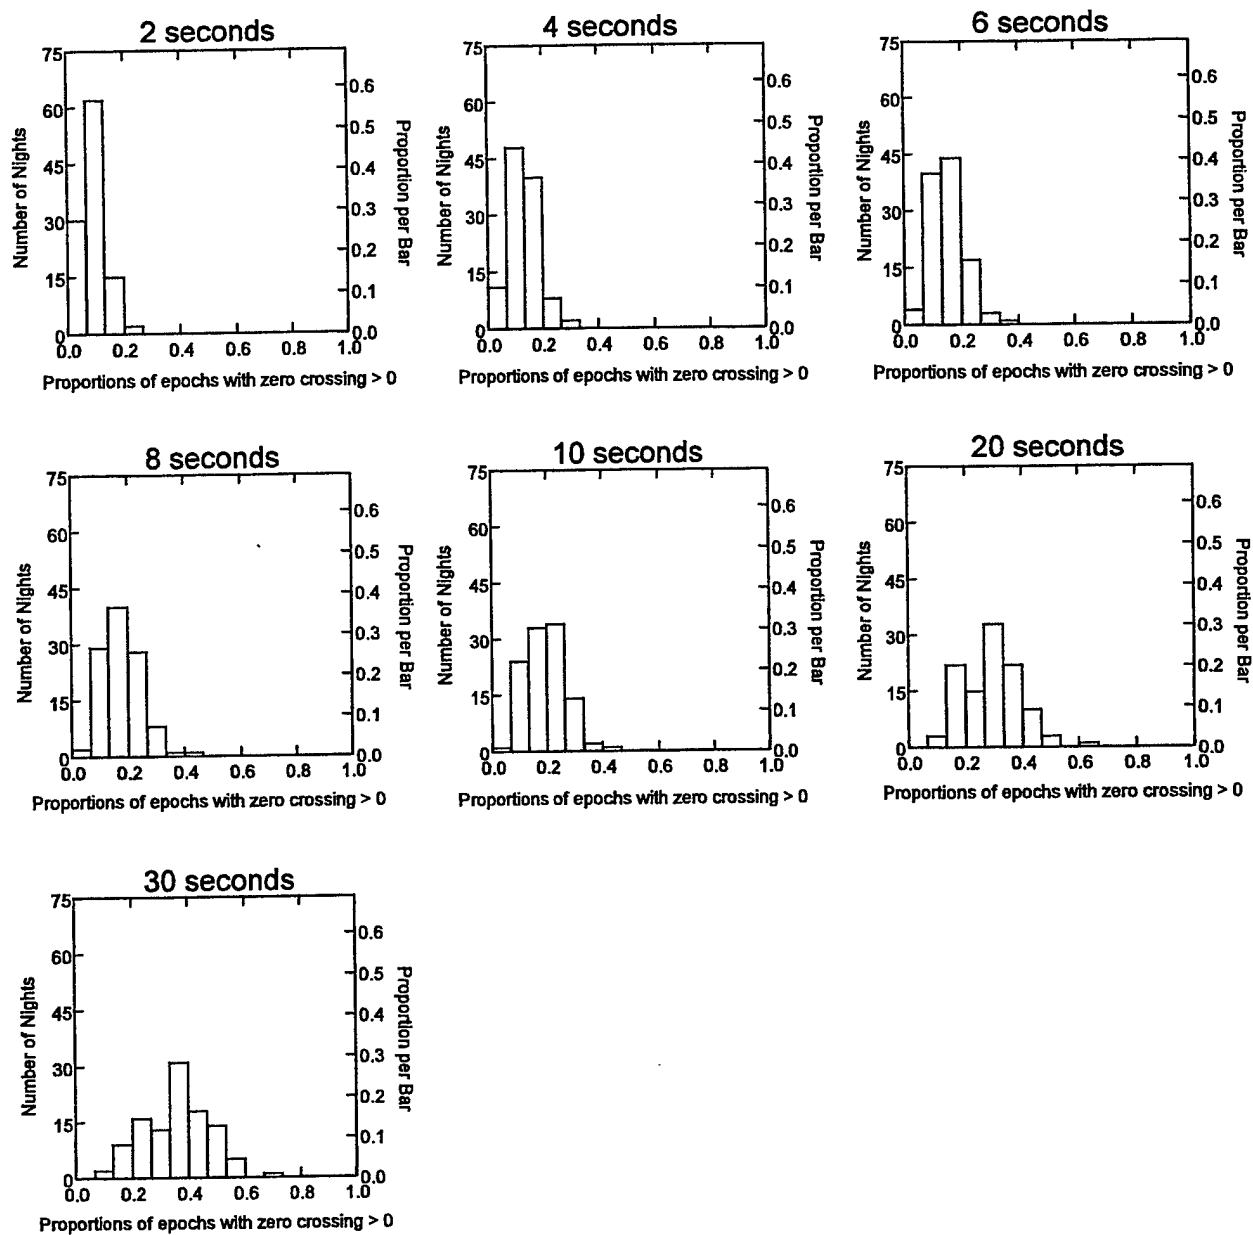 2 seconds
75
60
45
30
15
0
0.6
0.5
0.4
0.3
0.2
0.1
0.0
0.0 0.2 0.4 0.6 0.8 1.0
Number of Nights
Proportion per Bar
Proportions of epochs with zero crossing > 0
4 seconds
75
60
45
30
15
0
0.6
0.5
0.4
0.3
0.2
0.1
0.0
0.0 0.2 0.4 0.6 0.8 1.0
Number of Nights
Proportion per Bar
Proportions of epochs with zero crossing > 0
6 seconds
75
60
45
30
15
0
0.6
0.5
0.4
0.3
0.2
0.1
0.0
0.0 0.2 0.4 0.6 0.8 1.0
Number of Nights
Proportion per Bar
Proportions of epochs with zero crossing > 0
8 seconds
75
60
45
30
15
0
0.6
0.5
0.4
0.3
0.2
0.1
0.0
0.0 0.2 0.4 0.6 0.8 1.0
Number of Nights
Proportion per Bar
Proportions of epochs with zero crossing > 0
10 seconds
75
60
45
30
15
0
0.6
0.5
0.4
0.3
0.2
0.1
0.0
0.0 0.2 0.4 0.6 0.8 1.0
Number of Nights
Proportion per Bar
Proportions of epochs with zero crossing > 0
20 seconds
75
60
45
30
15
0
0.6
0.5
0.4
0.3
0.2
0.1
0.0
0.0 0.2 0.4 0.6 0.8 1.0
Number of Nights
Proportion per Bar
Proportions of epochs with zero crossing > 0
30 seconds
75
60
45
30
15
0
0.6
0.5
0.4
0.3
0.2
0.1
0.0
0.0 0.2 0.4 0.6 0.8 1.0
Number of Nights
Proportion per Bar
Proportions of epochs with zero crossing > 0